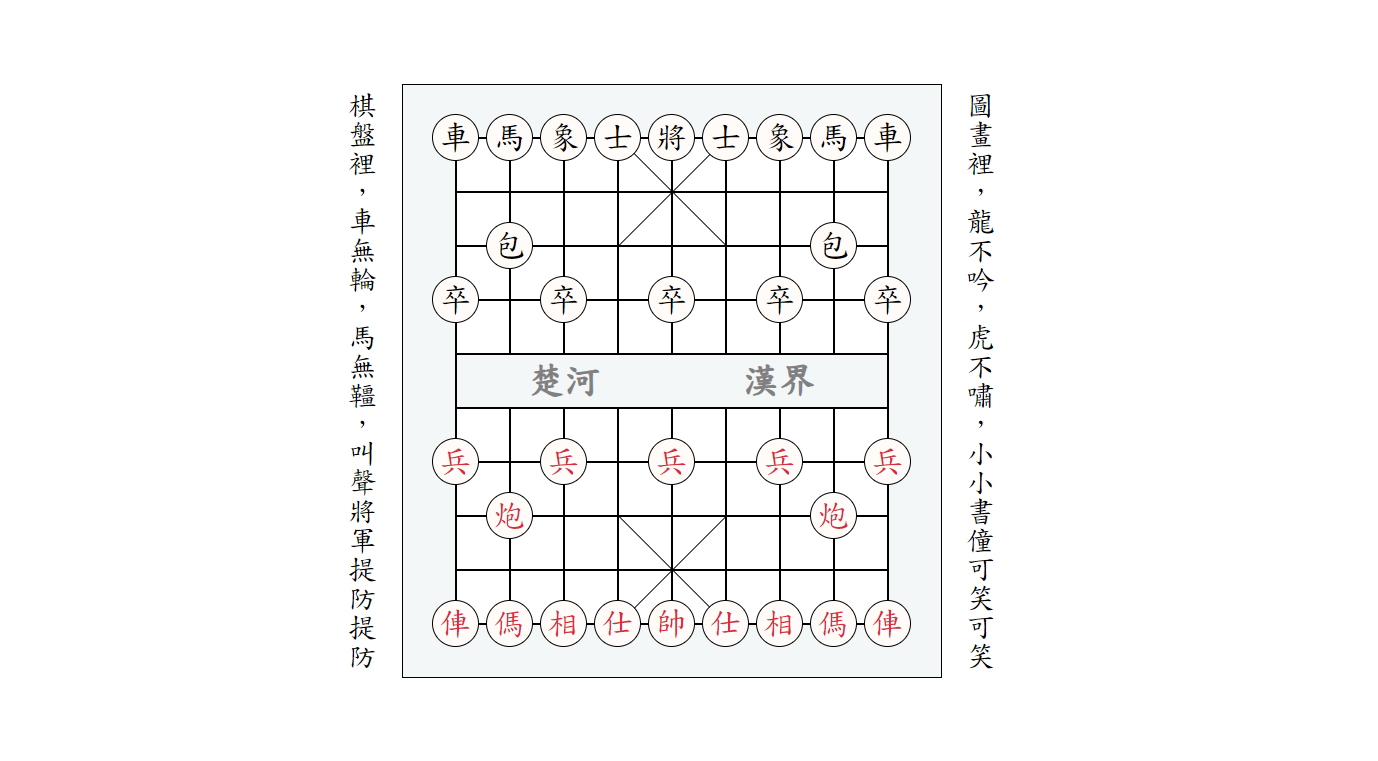 圖畫裡，龍不吟，虎不嘯，小小書僮可笑可笑
車馬象士將士象馬車
包包
卒卒卒卒卒
楚河 漢界
兵兵兵兵兵
炮炮
俥傌相仕帥仕相傌俥
棋盤裡，車無輪，馬無韁，叫聲將軍提防提防